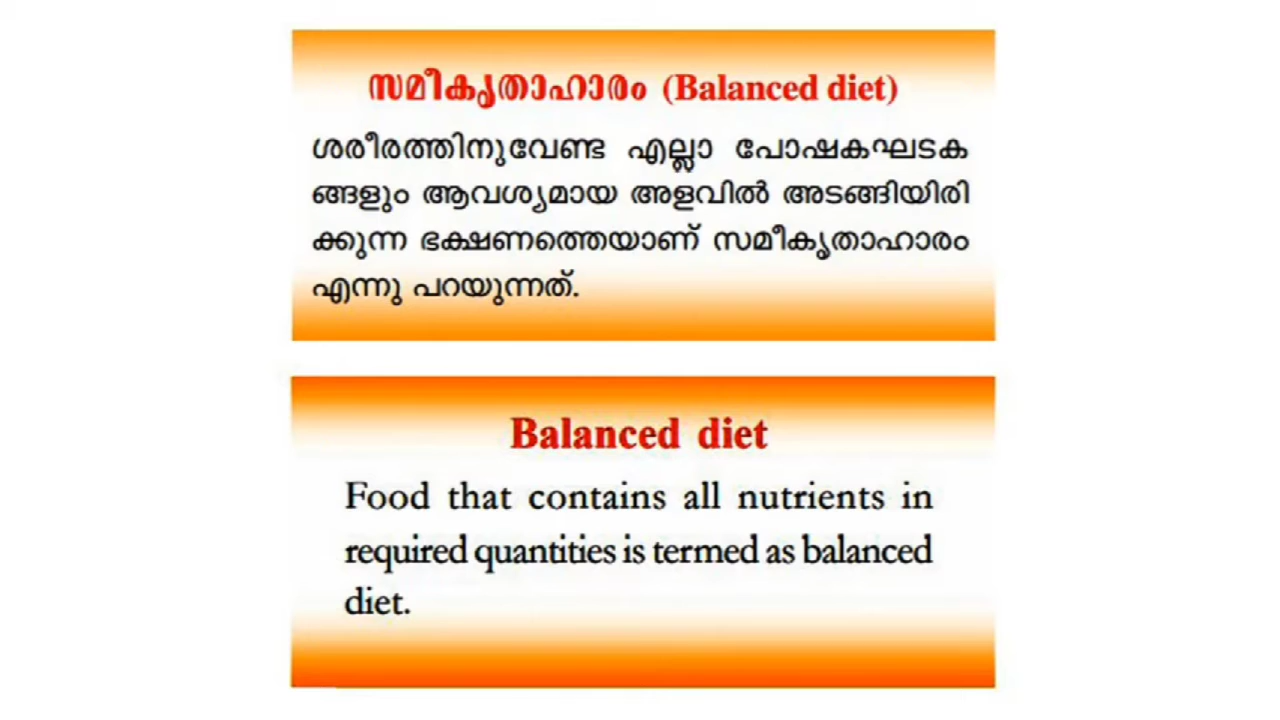 സമീകൃതാഹാരം (Balanced diet)
ശരീരത്തിനുവേണ്ട എല്ലാ പോഷകഘടക
ങ്ങളും ആവശ്യമായ അളവിൽ അടങ്ങിയിരി
ക്കുന്ന ഭക്ഷണത്തെയാണ് സമീകൃതാഹാരം
എന്നു പറയുന്നത്.
Balanced diet
Food that contains all nutrients in
required quantities is termed as balanced
diet.